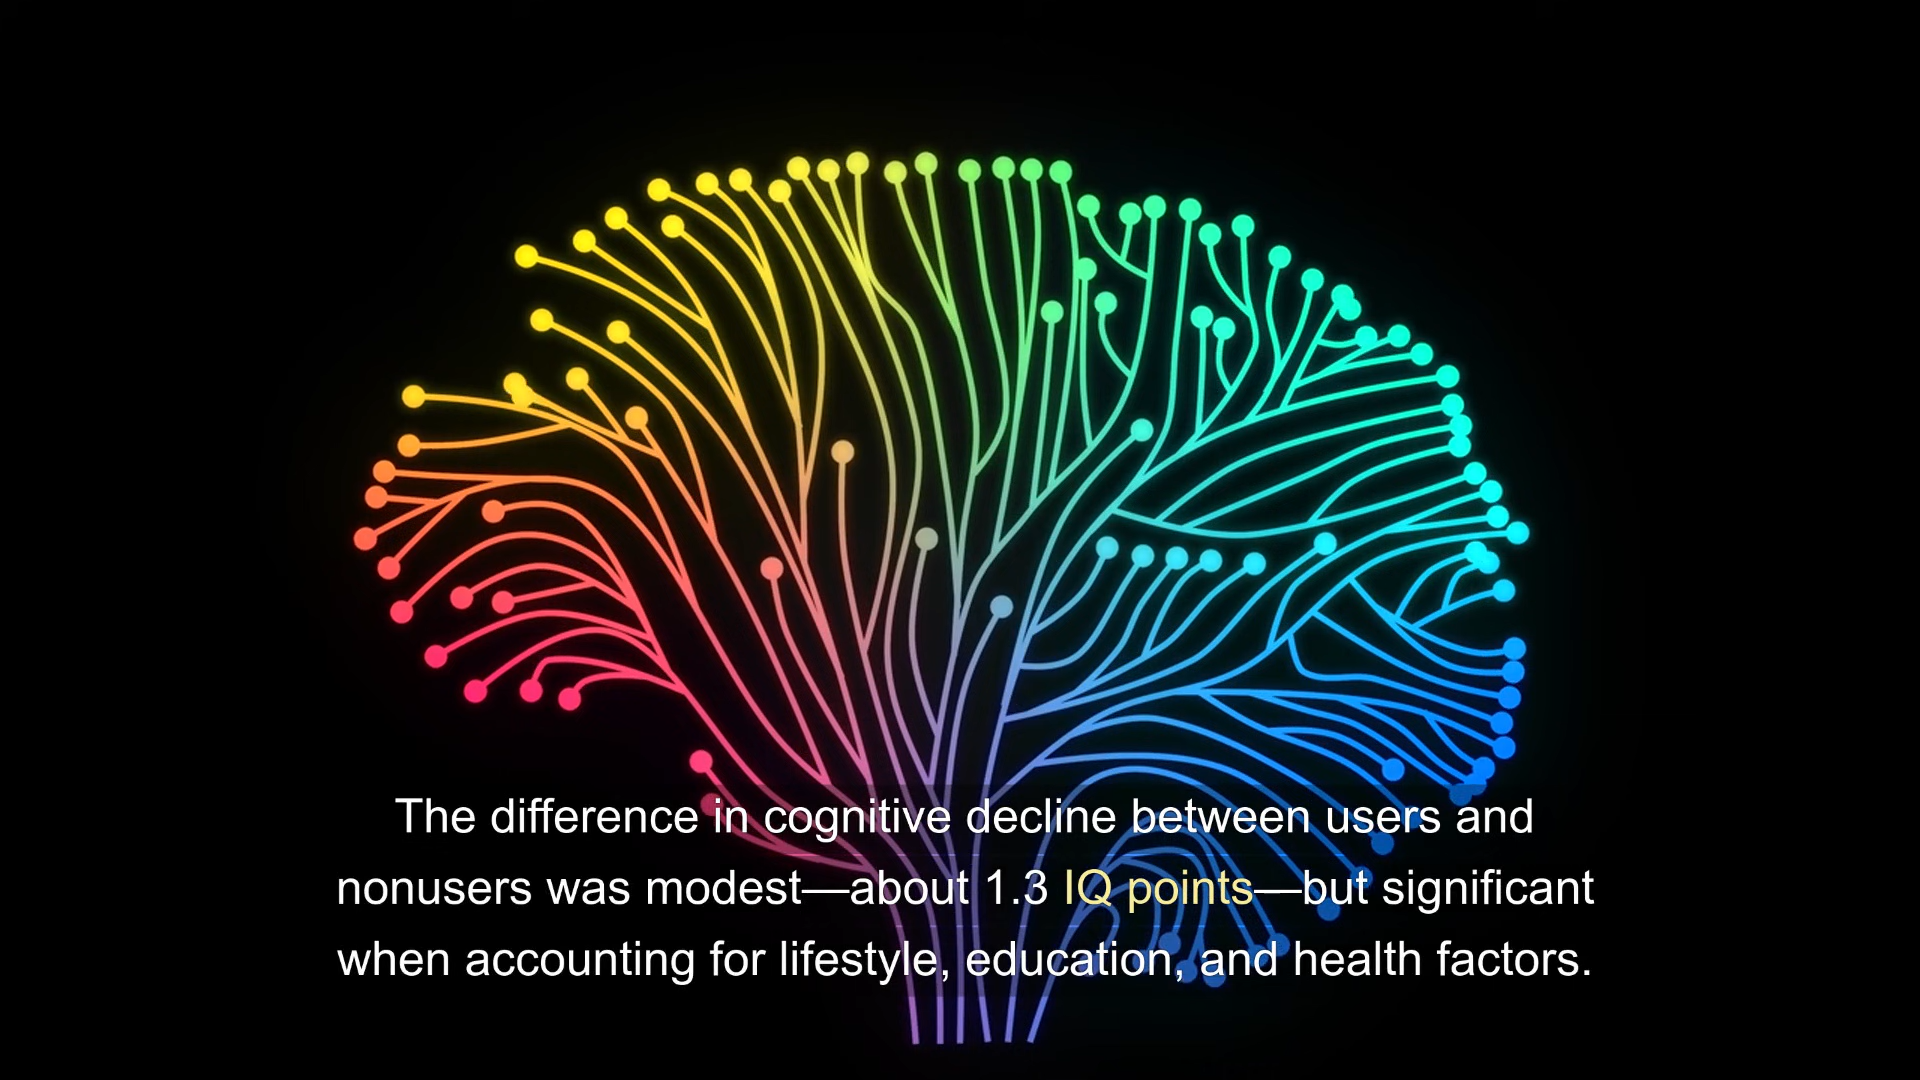 The difference in cognitive decline between users and
nonusers was modest—about 1.3 IQ points—but significant
when accounting for lifestyle, education, and health factors.